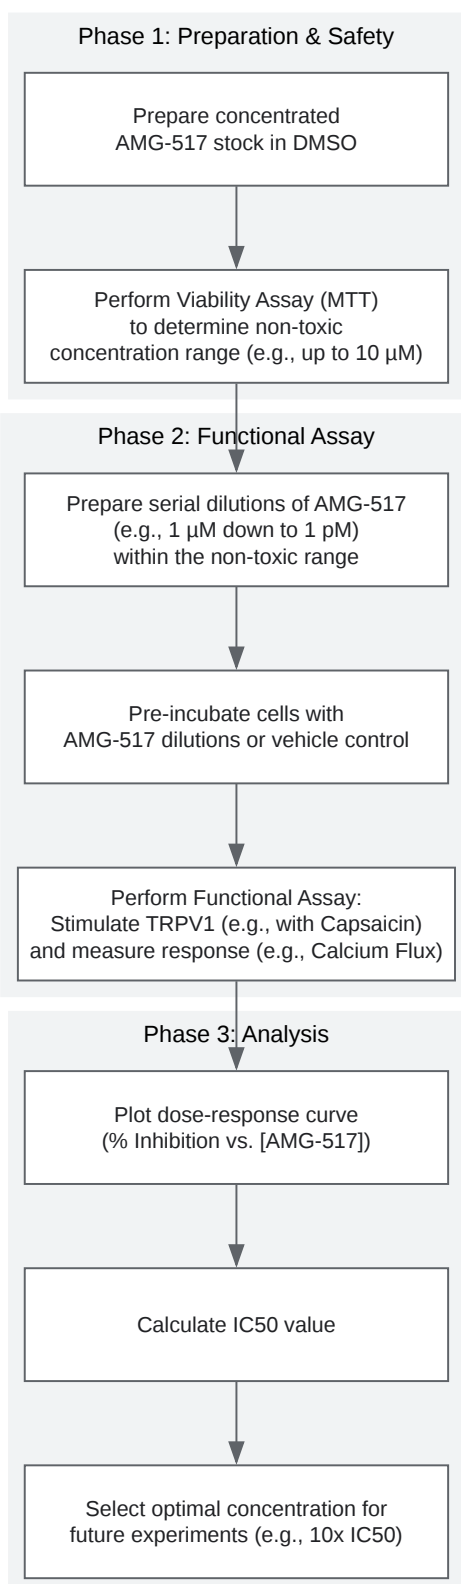 Phase 1: Preparation & Safety
Prepare concentrated
AMG-517 stock in DMSO
Perform Viability Assay (MTT)
to determine non-toxic
concentration range (e.g., up to 10 µM)
Phase 2: Functional Assay
Prepare serial dilutions of AMG-517
(e.g., 1 µM down to 1 pM)
within the non-toxic range
Pre-incubate cells with
AMG-517 dilutions or vehicle control
Perform Functional Assay:
Stimulate TRPV1 (e.g., with Capsaicin)
and measure response (e.g., Calcium Flux)
Phase 3: Analysis
Plot dose-response curve
(% Inhibition vs. [AMG-517])
Calculate IC50 value
Select optimal concentration for
future experiments (e.g., 10x IC50)